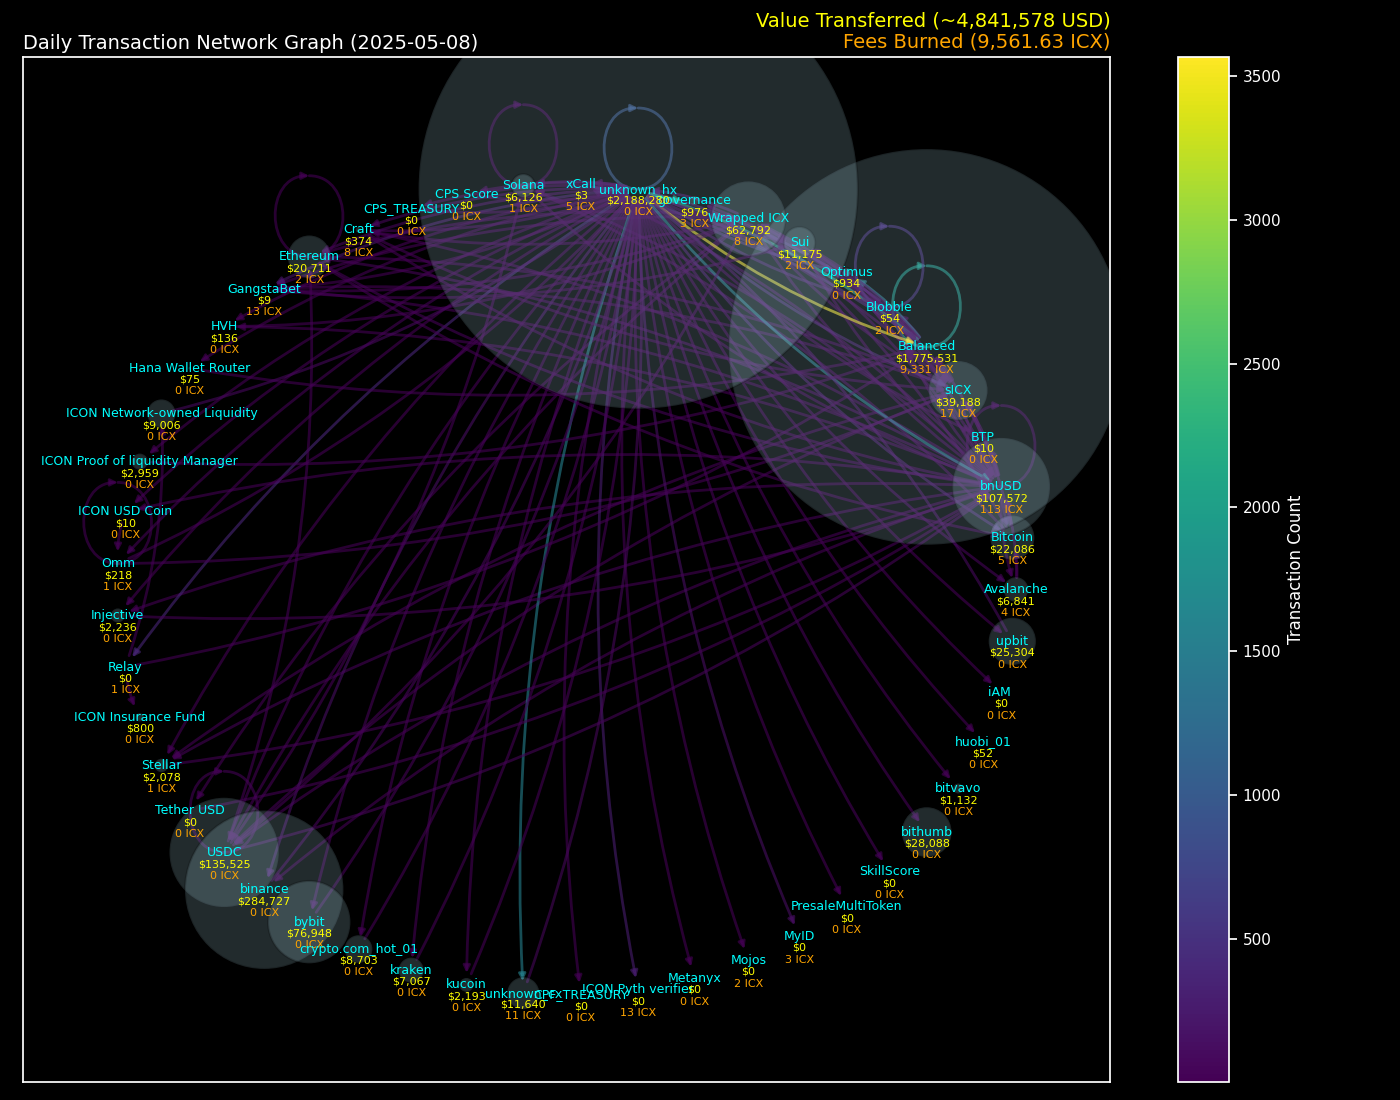 Value Transferred (~4,841,578 USD)
Daily Transaction Network Graph (2025-05-08)
Fees Burned (9,561.63 ICX)
unknown_hx
$2,188,280
0 ICX
xCall
$3
5 ICX
Solana
$6,126
1 ICX
CPS Score
$0
0 ICX
CPS_TREASURY
$0
0 ICX
Craft
$374
8 ICX
Ethereum
$20,711
2 ICX
GangstaBet
$9
13 ICX
HVH
$136
0 ICX
Hana Wallet Router
$75
0 ICX
ICON Network-owned Liquidity
$9,006
0 ICX
ICON Proof of liquidity Manager
$2,959
0 ICX
ICON USD Coin
$10
0 ICX
Omm
$218
1 ICX
Injective
$2,236
0 ICX
Relay
$0
1 ICX
ICON Insurance Fund
$800
0 ICX
Stellar
$2,078
1 ICX
Tether USD
$0
0 ICX
USDC
$135,525
0 ICX
binance
$284,727
0 ICX
bybit
$76,948
0 ICX
crypto.com_hot_01
$8,703
0 ICX
kraken
$7,067
0 ICX
kucoin
$2,193
0 ICX
unknown_cx
$11,640
11 ICX
CPF_TREASURY
$0
0 ICX
ICON Pyth verifier
$0
13 ICX
Metanyx
$0
0 ICX
Mojos
$0
2 ICX
MyID
$0
3 ICX
PresaleMultiToken
$0
0 ICX
SkillScore
$0
0 ICX
bithumb
$28,088
0 ICX
bitvavo
$1,132
0 ICX
huobi_01
$52
0 ICX
iAM
$0
0 ICX
upbit
$25,304
0 ICX
Avalanche
$6,841
4 ICX
Bitcoin
$22,086
5 ICX
bnUSD
$107,572
113 ICX
BTP
$10
0 ICX
sICX
$39,188
17 ICX
Balanced
$1,775,531
9,331 ICX
Blobble
$54
2 ICX
Optimus
$934
0 ICX
Sui
$11,175
2 ICX
Wrapped ICX
$62,792
8 ICX
governance
$976
3 ICX
3500
3000
2500
2000
1500
1000
500
Transaction Count